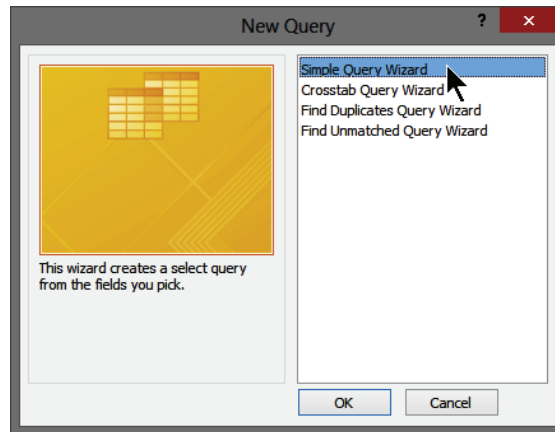 New Query
?
×
Simple Query Wizard
Crosstab Query Wizard
Find Duplicates Query Wizard
Find Unmatched Query Wizard
This wizard creates a select query
from the fields you pick.
OK
Cancel